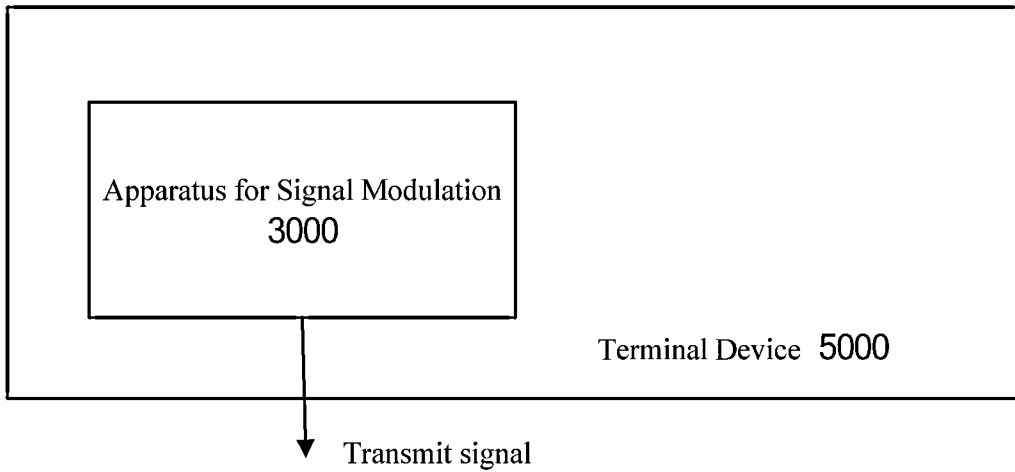 Apparatus for Signal Modulation
3000
Terminal Device 5000
Transmit signal